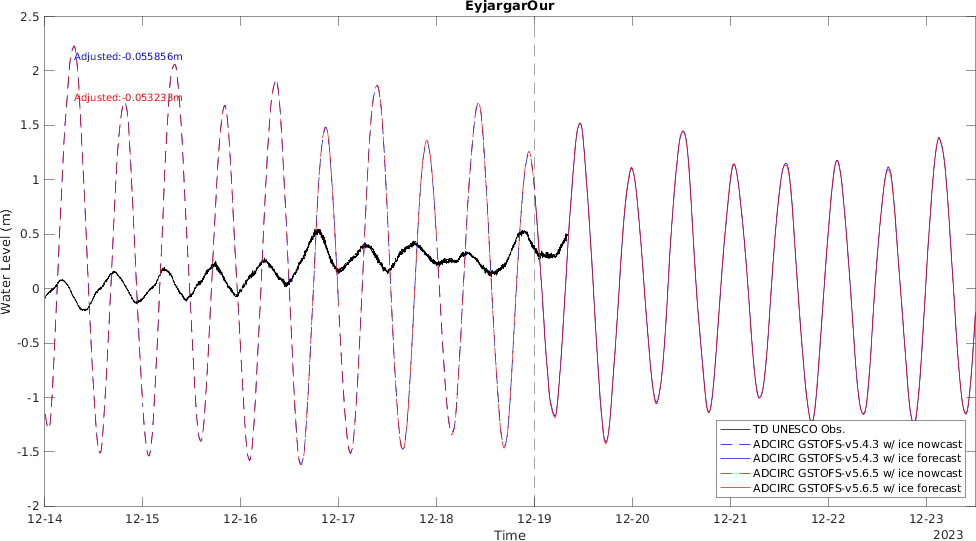 EyjargarOur
Adjusted:-0.055856m
Adjusted:-0.053233m
Water Level (m)
2.5
2
1.5
1
0.5
0
-0.5
-1
-1.5
-2
TD UNESCO Obs.
ADCIRC GSTOFS-v5.4.3 w/ ice nowcast
ADCIRC GSTOFS-v5.4.3 w/ ice forecast
ADCIRC GSTOFS-v5.6.5 w/ ice nowcast
ADCIRC GSTOFS-v5.6.5 w/ ice forecast
12-14 12-15 12-16 12-17 12-18 12-19 12-20 12-21 12-22 12-23
Time
2023